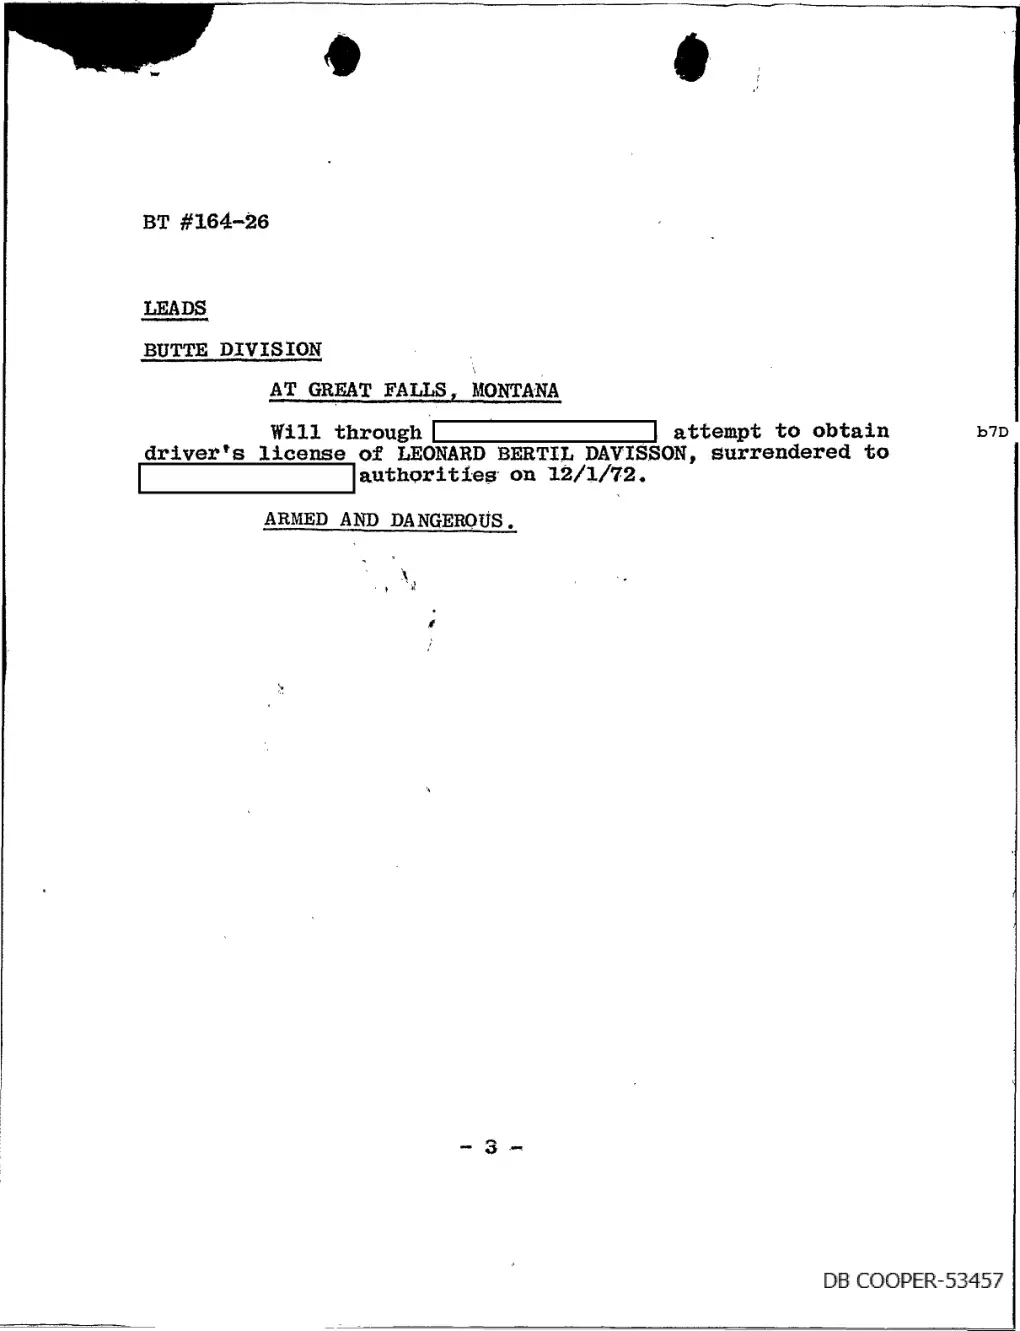 BT #164-26
LEADS
BUTTE DIVISION
AT GREAT FALLS, MONTANA
Will through attempt to obtain b7D
driver's license of LEONARD BERTIL DAVISSON, surrendered to
authorities on 12/1/72.
ARMED AND DANGEROUS.
- 3 -
DB COOPER-53457